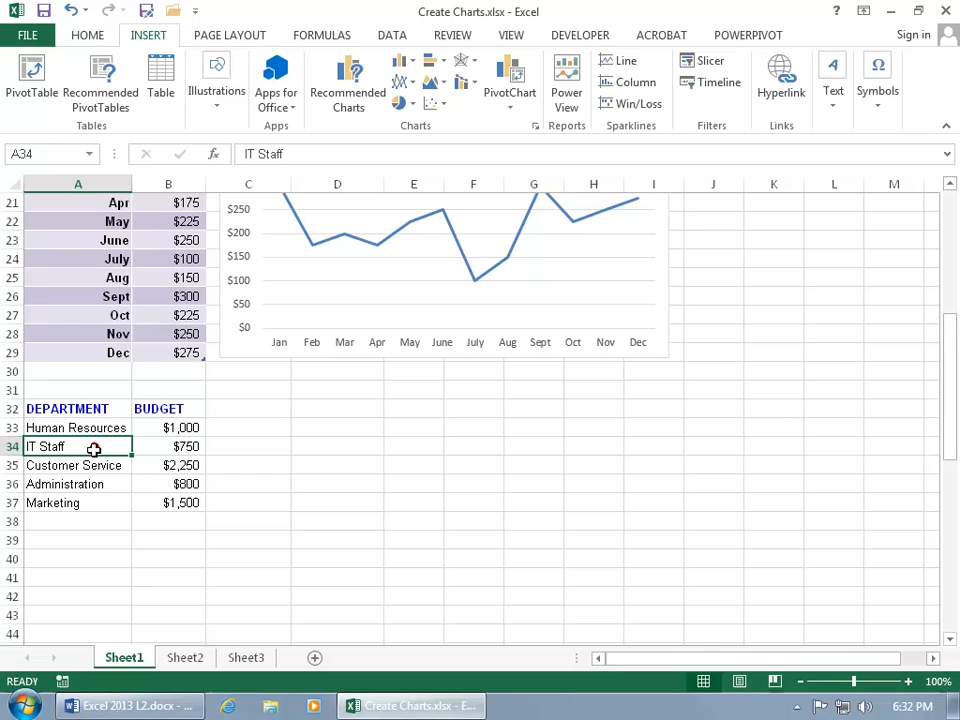 Create Charts.xlsx - Excel
FILE HOME INSERT PAGE LAYOUT FORMULAS DATA REVIEW VIEW DEVELOPER ACROBAT POWERPIVOT Sign in
PivotTable Recommended PivotTables Table Illustrations Apps for Office Recommended Charts PivotChart Power View Line Column Win/Loss Slicer Timeline Hyperlink Text Symbols
Tables Apps Charts Reports Sparklines Filters Links
A34 fx IT Staff
A B C D E F G H I J K L M
21 Apr $175
22 May $225
23 June $250
24 July $100
25 Aug $150
26 Sept $300
27 Oct $225
28 Nov $250
29 Dec $275
$250
$200
$150
$100
$50
$0
Jan Feb Mar Apr May June July Aug Sept Oct Nov Dec
30
31
32 DEPARTMENT BUDGET
33 Human Resources $1,000
34 IT Staff $750
35 Customer Service $2,250
36 Administration $800
37 Marketing $1,500
38
39
40
41
42
43
44
Sheet1 Sheet2 Sheet3
READY 100%
Excel 2013 L2.docx - ... Create Charts.xlsx - E... 6:32 PM